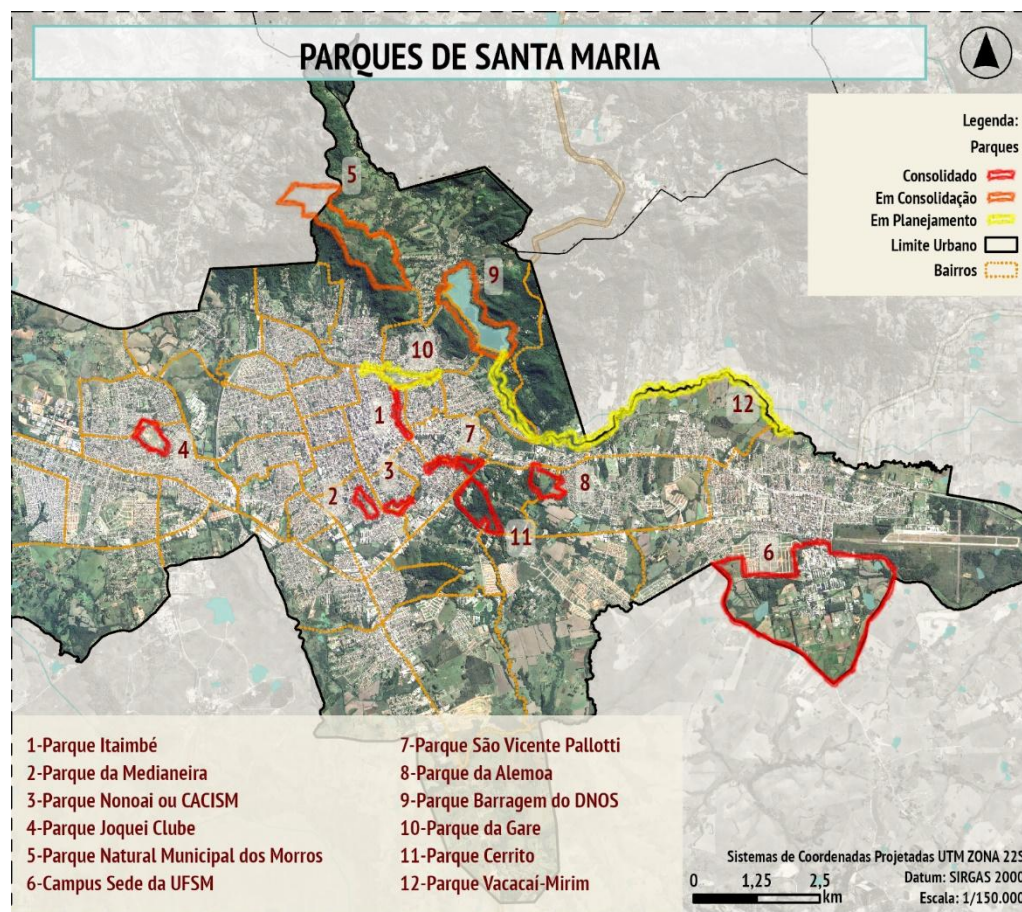 PARQUES DE SANTA MARIA
Legenda:
Parques
Consolidado
Em Consolidação
Em Planejamento
Limite Urbano
Bairros
5
9
10
1
12
4
7
3
2
8
11
6
1-Parque Itaimbé
2-Parque da Medianeira
3-Parque Nonoai ou CACISM
4-Parque Joquei Clube
5-Parque Natural Municipal dos Morros
6-Campus Sede da UFSM
7-Parque São Vicente Pallotti
8-Parque da Alemoa
9-Parque Barragem do DNOS
10-Parque da Gare
11-Parque Cerrito
12-Parque Vacacaí-Mirim
Sistemas de Coordenadas Projetadas UTM ZONA 22S
Datum: SIRGAS 2000
Escala: 1/150.000
0 1,25 2,5
km